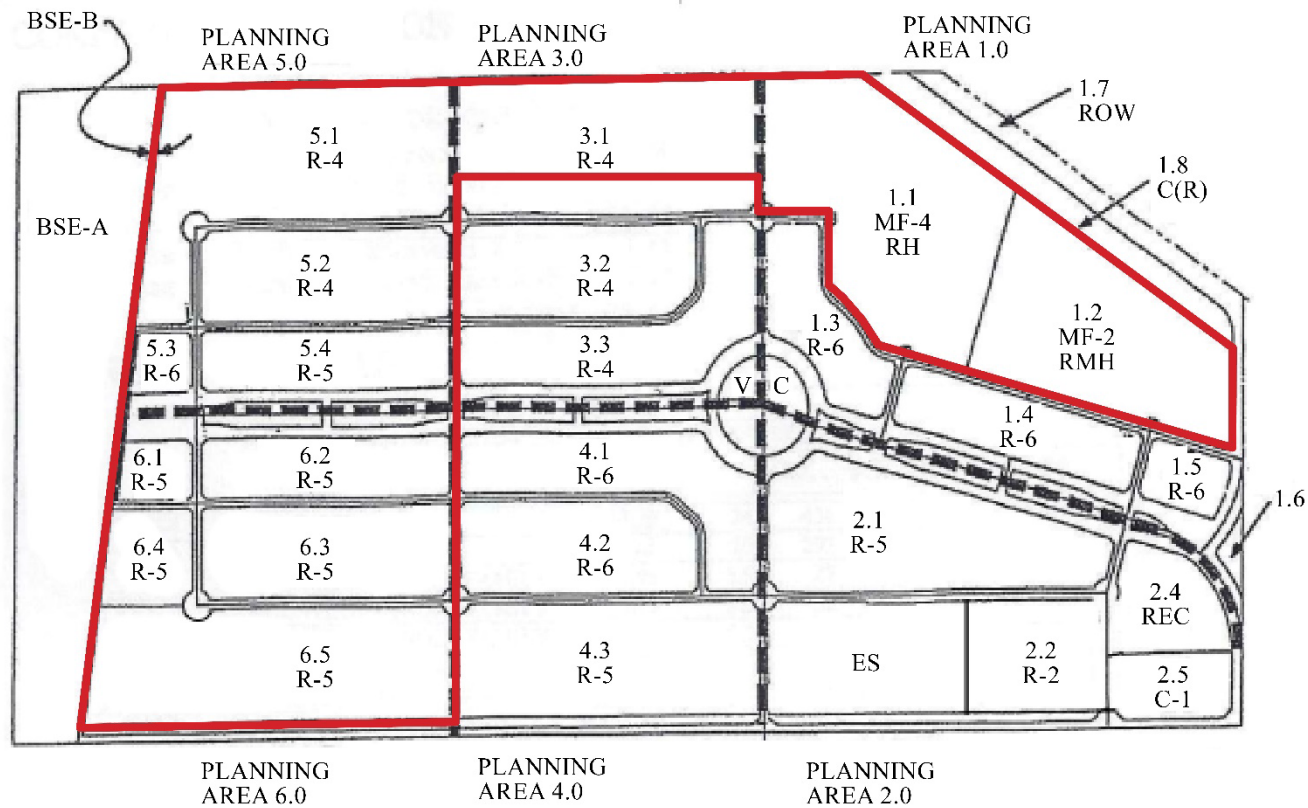 BSE-B
PLANNING
AREA 5.0
PLANNING
AREA 3.0
PLANNING
AREA 1.0
1.7
ROW
1.8
C(R)
5.1
R-4
3.1
R-4
1.1
MF-4
RH
BSE-A
5.2
R-4
3.2
R-4
1.2
MF-2
RMH
1.3
R-6
5.3
R-6
5.4
R-5
3.3
R-4
V C
1.4
R-6
1.5
R-6
1.6
6.1
R-5
6.2
R-5
4.1
R-6
2.1
R-5
6.4
R-5
6.3
R-5
4.2
R-6
2.4
REC
6.5
R-5
4.3
R-5
ES
2.2
R-2
2.5
C-1
PLANNING
AREA 6.0
PLANNING
AREA 4.0
PLANNING
AREA 2.0